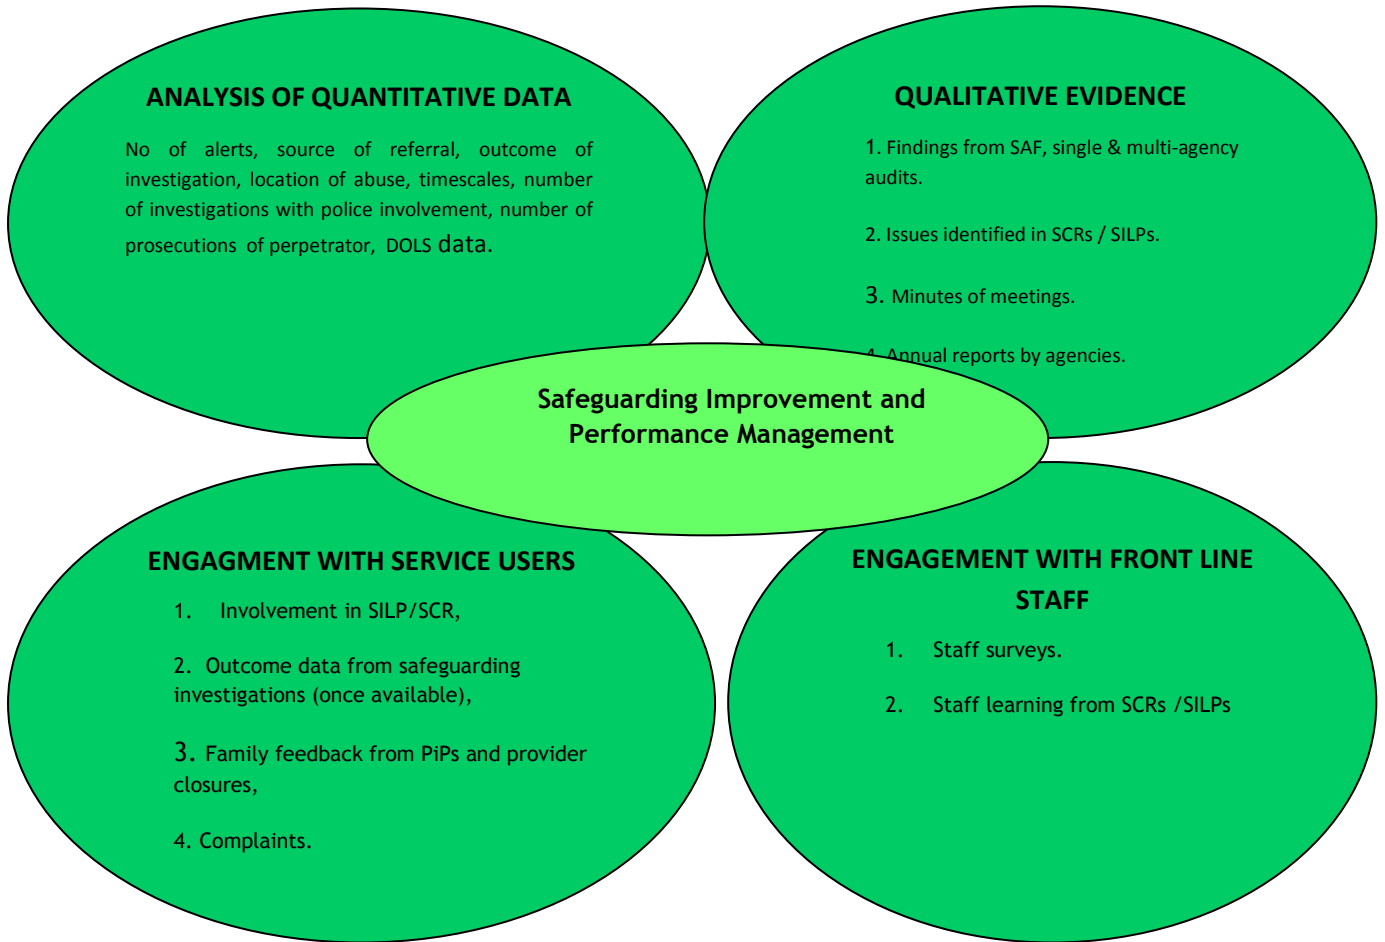 ANALYSIS OF QUANTITATIVE DATA
No of alerts, source of referral, outcome of
investigation, location of abuse, timescales, number
of investigations with police involvement, number of
prosecutions of perpetrator, DOLS data.
QUALITATIVE EVIDENCE
1. Findings from SAF, single & multi-agency
audits.
2. Issues identified in SCRs / SILPs.
3. Minutes of meetings.
4. Annual reports by agencies.
Safeguarding Improvement and
Performance Management
ENGAGMENT WITH SERVICE USERS
1. Involvement in SILP/SCR,
2. Outcome data from safeguarding
investigations (once available),
3. Family feedback from PiPs and provider
closures,
4. Complaints.
ENGAGEMENT WITH FRONT LINE
STAFF
1. Staff surveys.
2. Staff learning from SCRs /SILPs